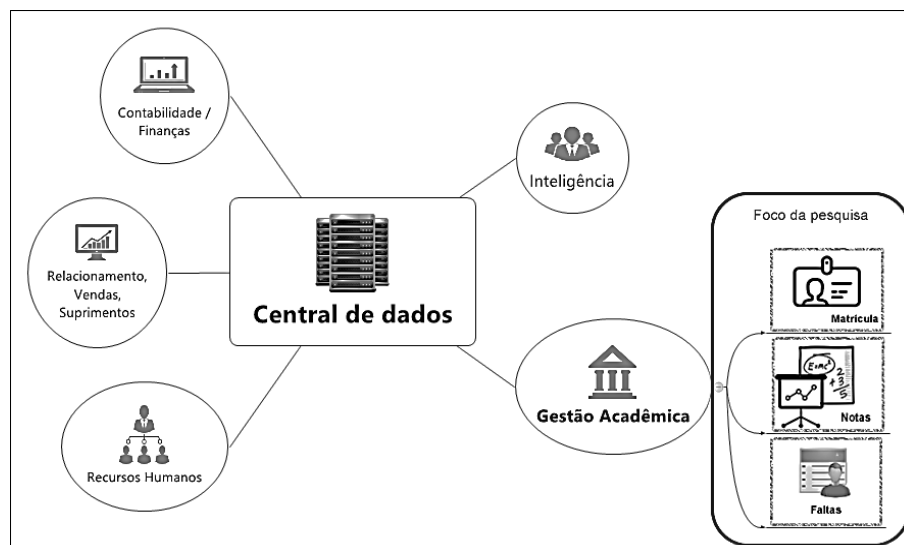 Contabilidade /
Finanças
Inteligência
Relacionamento,
Vendas,
Suprimentos
Central de dados
Recursos Humanos
Gestão Acadêmica
Foco da pesquisa
Matrícula
E=mc²
Notas
Faltas